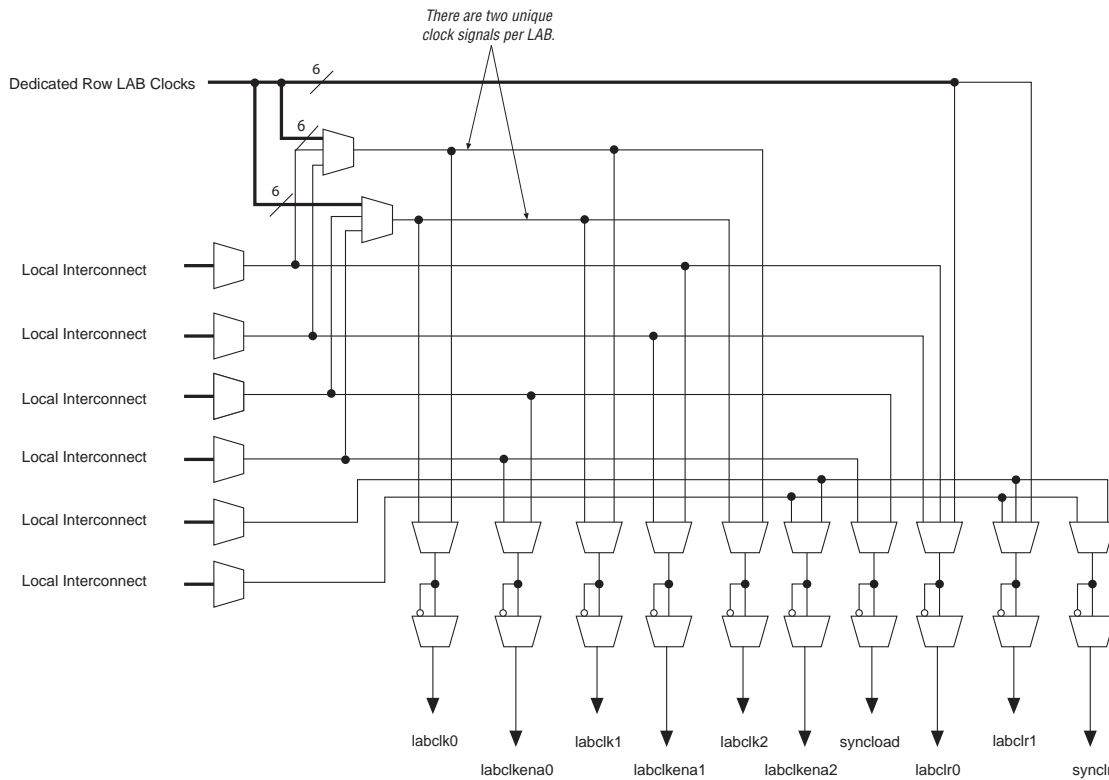 There are two unique
clock signals per LAB.
6
Dedicated Row LAB Clocks
6
6
Local Interconnect
Local Interconnect
Local Interconnect
Local Interconnect
Local Interconnect
Local Interconnect
labclk0
labclk1
labclk2
syncload
labclr1
labclkena0
labclkena1
labclkena2
labclr0
synclr